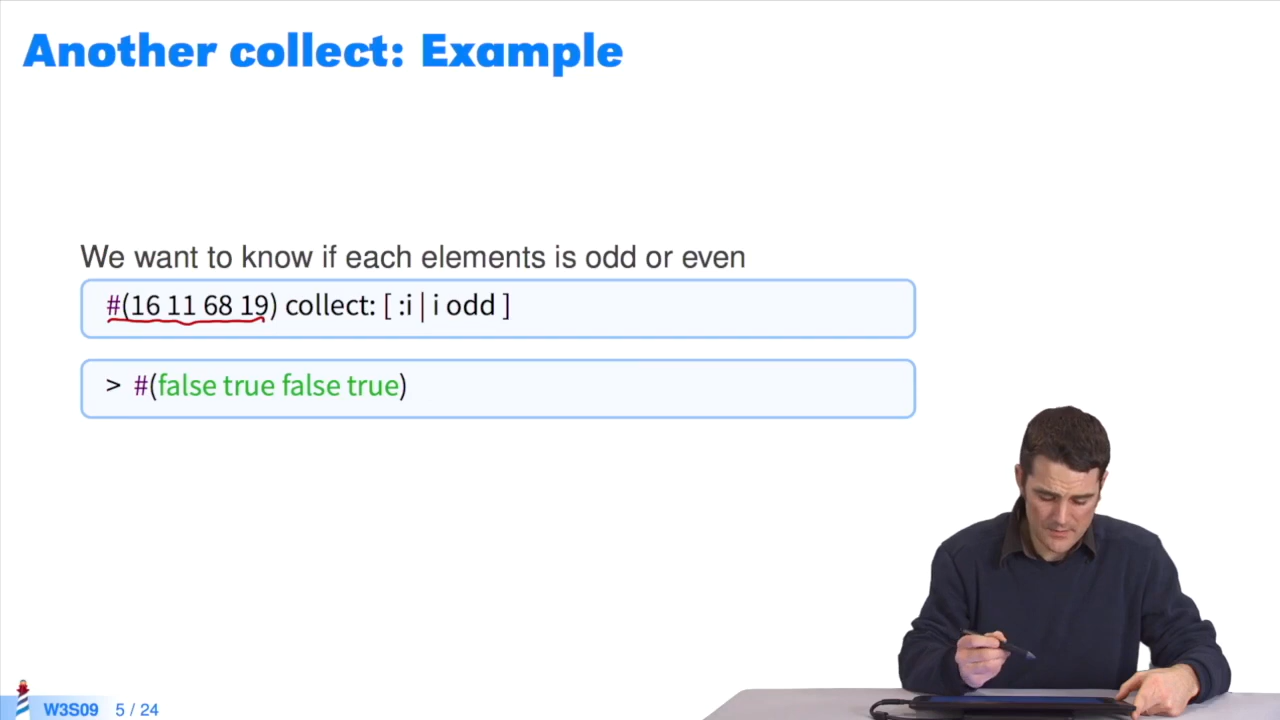 Another collect: Example
We want to know if each elements is odd or even
#(16 11 68 19) collect: [ :i | i odd ]
> #(false true false true)
W3S09 5 / 24